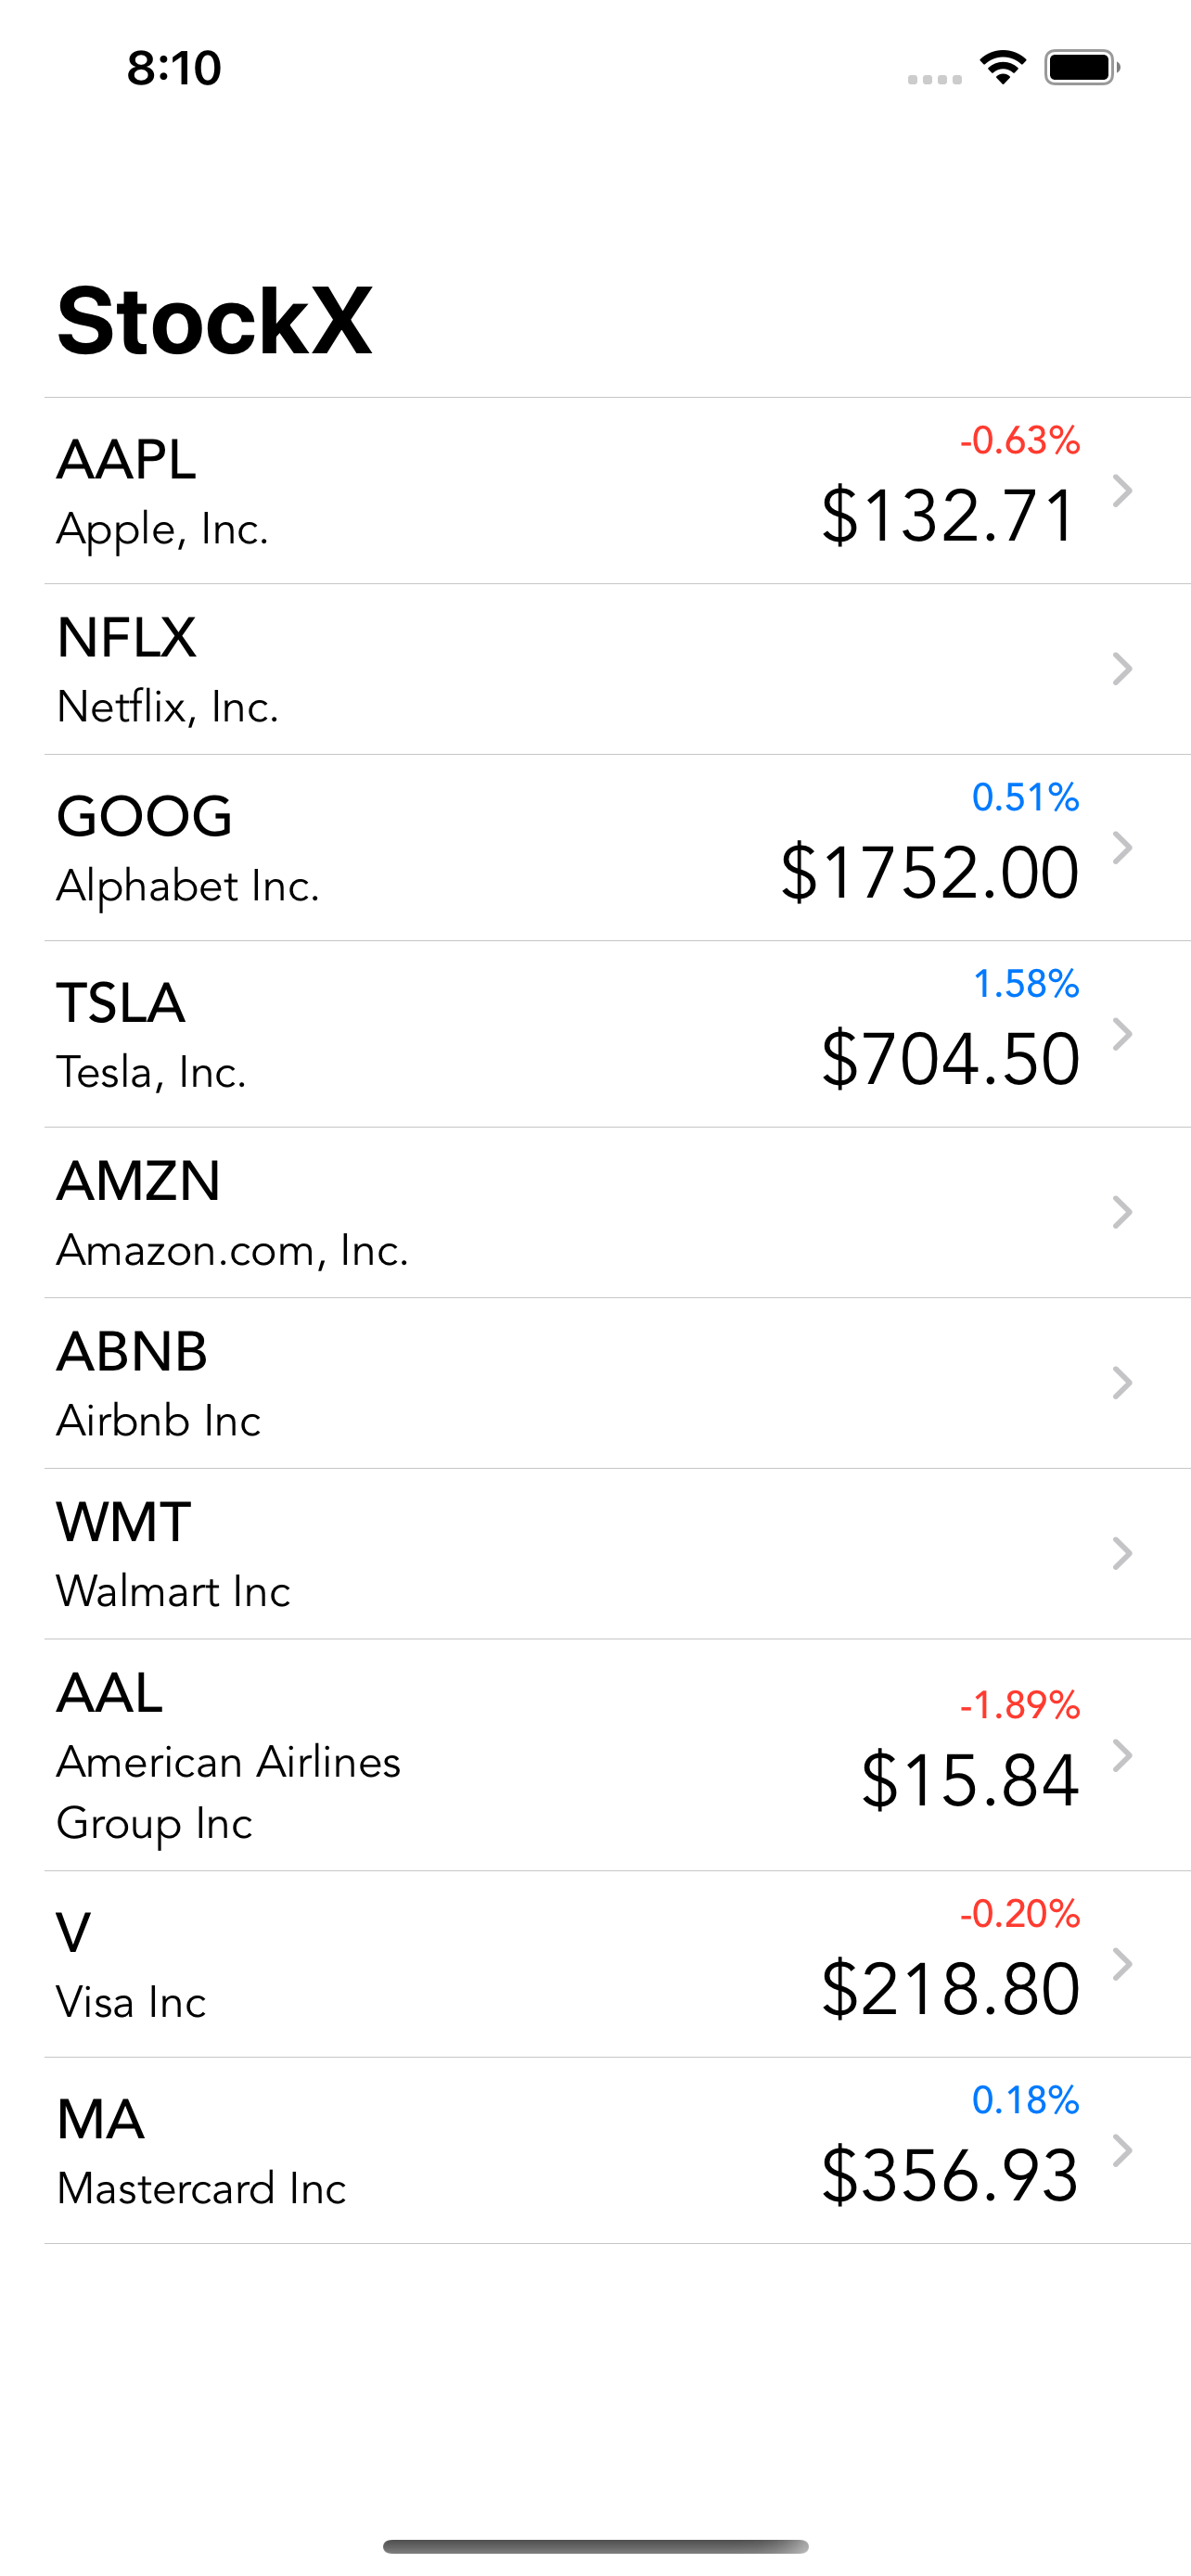 8:10
StockX
AAPL
-0.63%
Apple, Inc.
$132.71
NFLX
Netflix, Inc.
GOOG
0.51%
Alphabet Inc.
$1752.00
TSLA
1.58%
Tesla, Inc.
$704.50
AMZN
Amazon.com, Inc.
ABNB
Airbnb Inc
WMT
Walmart Inc
AAL
-1.89%
American Airlines
Group Inc
$15.84
V
-0.20%
Visa Inc
$218.80
MA
0.18%
Mastercard Inc
$356.93